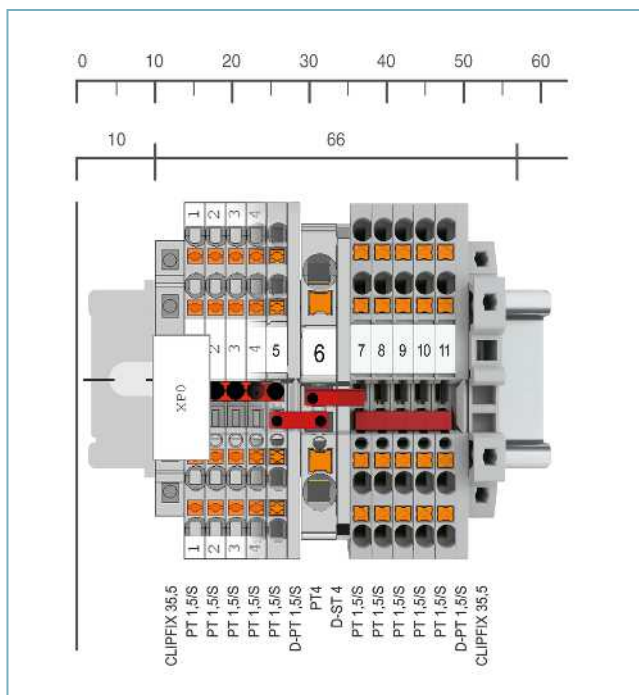 0 10 20 30 40 50 60
10 66
1 2 3 4
2 3 4 5 6 7 8 9 10 11
XP0
1 2 3 4
CLIPFIX 35,5
PT 1,5/S
PT 1,5/S
PT 1,5/S
PT 1,5/S
PT 1,5/S
D-PT 1,5/S
PT4
D-ST 4
PT 1,5/S
PT 1,5/S
PT 1,5/S
PT 1,5/S
PT 1,5/S
D-PT 1,5/S
CLIPFIX 35,5